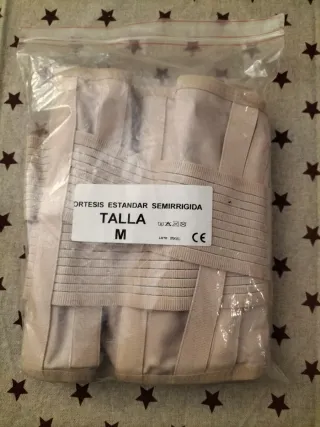 ORTESIS ESTANDAR SEMIRRIGIDA
TALLA
M
CE